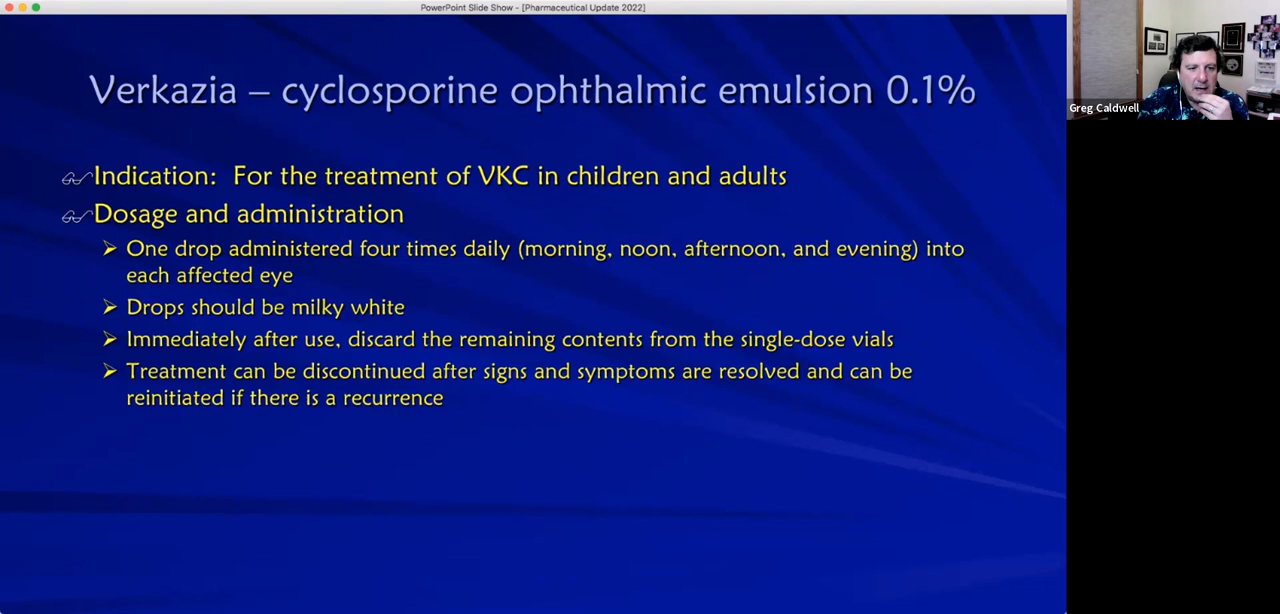 PowerPoint Slide Show - [Pharmaceutical Update 2022]
Verkazia – cyclosporine ophthalmic emulsion 0.1%
Greg Caldwell
Indication: For the treatment of VKC in children and adults
Dosage and administration
One drop administered four times daily (morning, noon, afternoon, and evening) into
each affected eye
Drops should be milky white
Immediately after use, discard the remaining contents from the single-dose vials
Treatment can be discontinued after signs and symptoms are resolved and can be
reinitiated if there is a recurrence